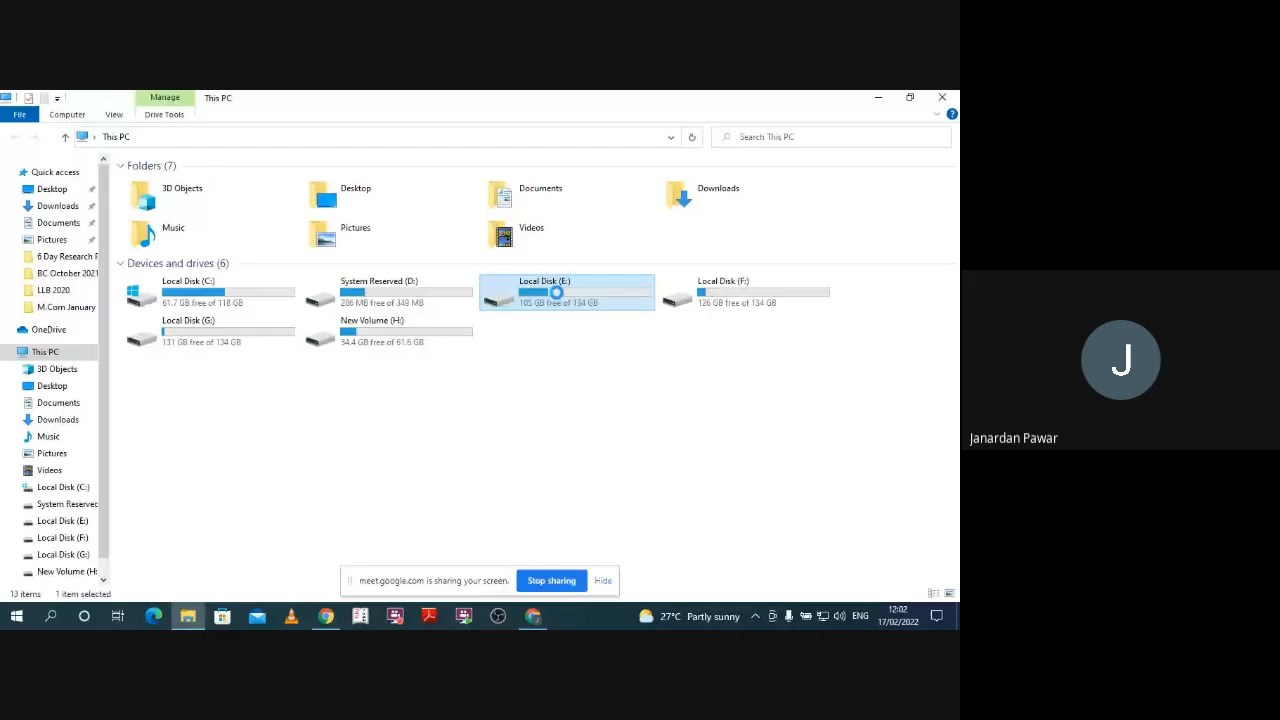 Manage
This PC
File
Computer
View
Drive Tools
This PC
Search This PC
Quick access
Desktop
Downloads
Documents
Pictures
6 Day Research F
BC October 2021
LLB 2020
M.Com January
OneDrive
This PC
3D Objects
Desktop
Documents
Downloads
Music
Pictures
Videos
Local Disk (C:)
System Reserved
Local Disk (E:)
Local Disk (F:)
Local Disk (G:)
New Volume (H:
Folders (7)
3D Objects
Desktop
Documents
Downloads
Music
Pictures
Videos
Devices and drives (6)
Local Disk (C:)
61.7 GB free of 118 GB
System Reserved (D:)
286 MB free of 349 MB
Local Disk (E:)
105 GB free of 134 GB
Local Disk (F:)
126 GB free of 134 GB
Local Disk (G:)
131 GB free of 134 GB
New Volume (H:)
54.4 GB free of 61.6 GB
meet.google.com is sharing your screen.
Stop sharing
Hide
13 items
1 item selected
27°C Partly sunny
ENG
12:02
17/02/2022
J
Janardan Pawar